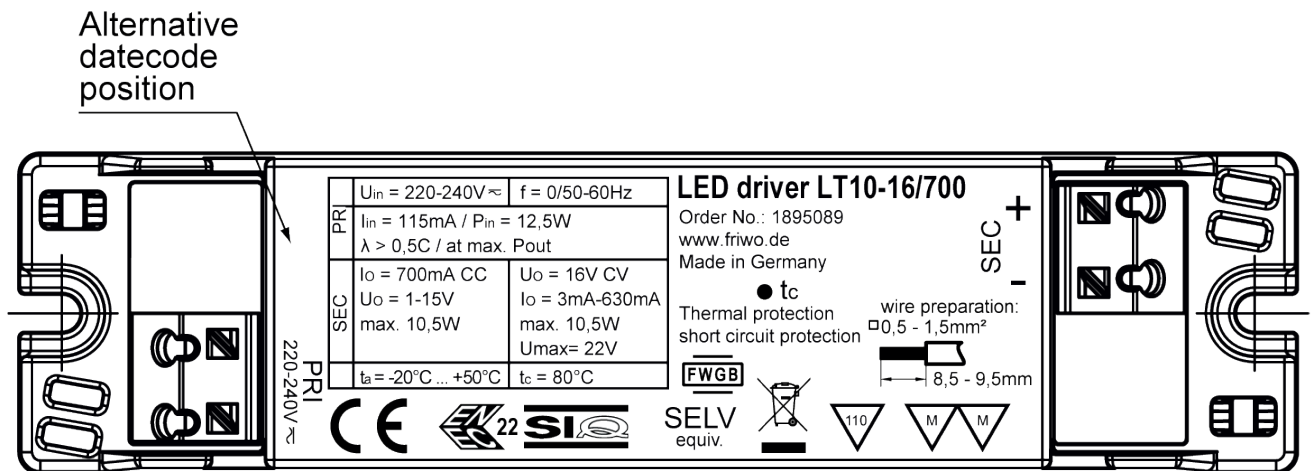 Alternative
datecode
position
PRI
220-240V ≂
PRI
Uin = 220-240V ≂
f = 0/50-60Hz
Iin = 115mA / Pin = 12,5W
λ > 0,5C / at max. Pout
SEC
Io = 700mA CC
Uo = 1-15V
max. 10,5W
Uo = 16V CV
Io = 3mA-630mA
max. 10,5W
Umax= 22V
ta = -20°C ... +50°C
tc = 80°C
LED driver LT10-16/700
Order No.: 1895089
www.friwo.de
Made in Germany
● tc
Thermal protection
short circuit protection
SEC
+
-
wire preparation:
□0,5 - 1,5mm²
8,5 - 9,5mm
FWGB
CE
ENEC
22
SIQ
SELV
equiv.
110
M
M